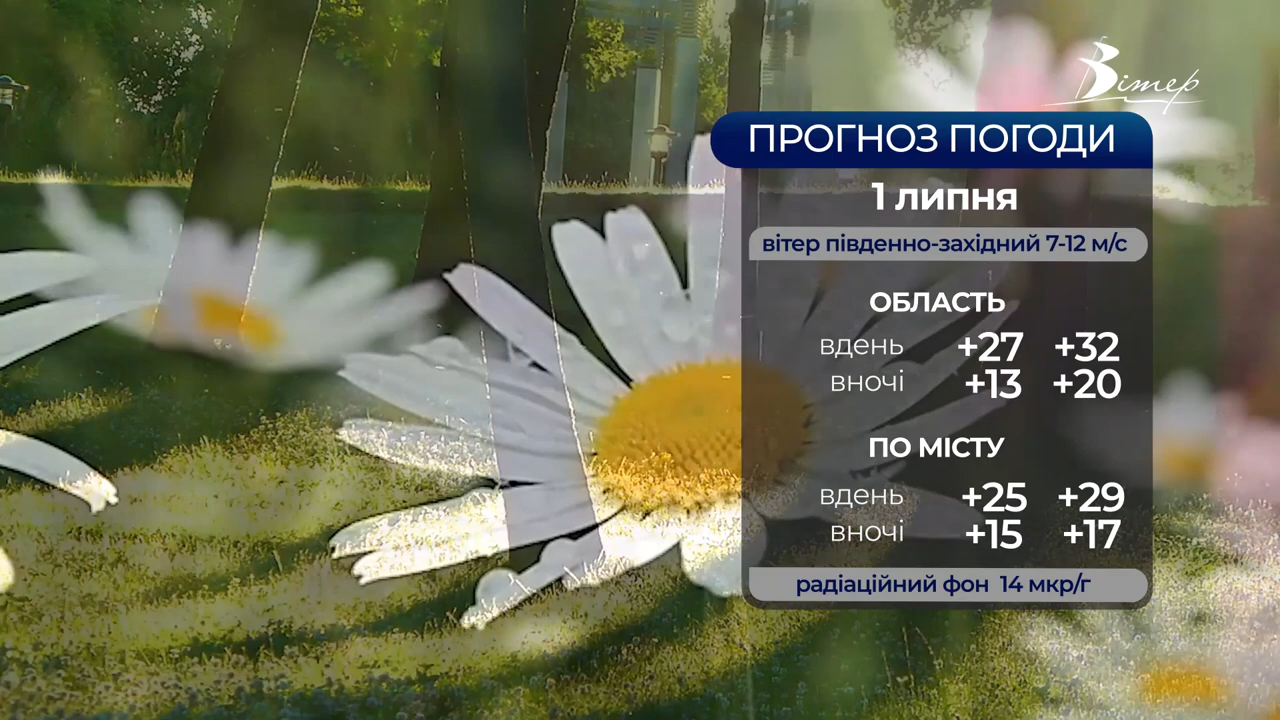 Вітер
ПРОГНОЗ ПОГОДИ
1 липня
вітер південно-західний 7-12 м/с
ОБЛАСТЬ
вдень +27 +32
вночі +13 +20
ПО МІСТУ
вдень +25 +29
вночі +15 +17
радіаційний фон 14 мкр/г